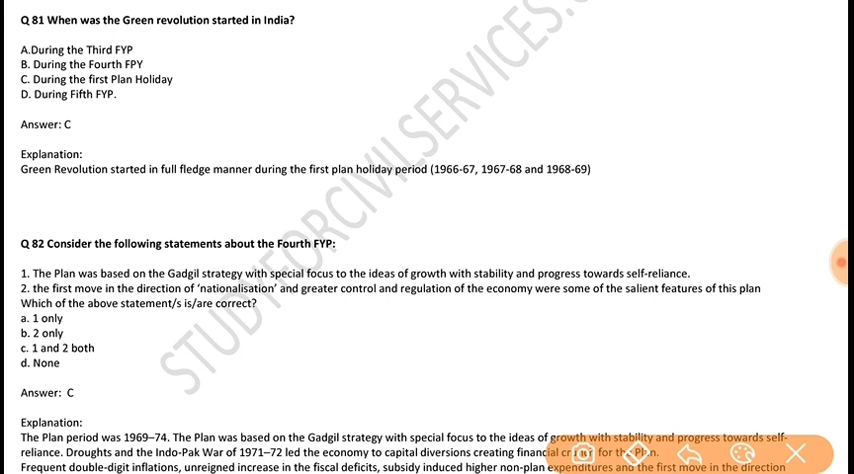 Q 81 When was the Green revolution started in India?
A.During the Third FYP
B. During the Fourth FPY
C. During the first Plan Holiday
D. During Fifth FYP.
Answer: C
Explanation:
Green Revolution started in full fledge manner during the first plan holiday period (1966-67, 1967-68 and 1968-69)
STUDYFORCIVILSERVICES.
Q 82 Consider the following statements about the Fourth FYP:
1. The Plan was based on the Gadgil strategy with special focus to the ideas of growth with stability and progress towards self-reliance.
2. the first move in the direction of 'nationalisation' and greater control and regulation of the economy were some of the salient features of this plan
Which of the above statement/s is/are correct?
a. 1 only
b. 2 only
c. 1 and 2 both
d. None
Answer: C
Explanation:
The Plan period was 1969–74. The Plan was based on the Gadgil strategy with special focus to the ideas of growth with stability and progress towards self-
reliance. Droughts and the Indo-Pak War of 1971–72 led the economy to capital diversions creating financial for the Plan.
Frequent double-digit inflations, unreigned increase in the fiscal deficits, subsidy induced higher non-plan expenditures and the first move in the direction